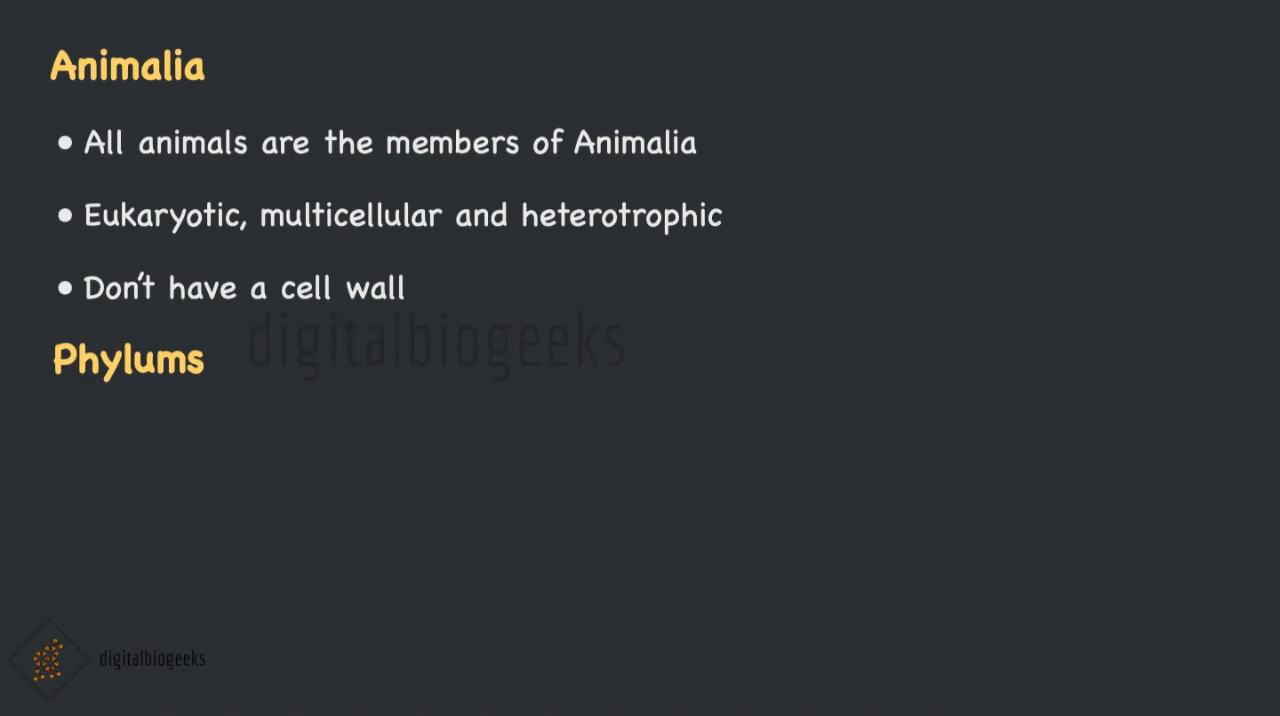 Animalia
• All animals are the members of Animalia
• Eukaryotic, multicellular and heterotrophic
• Don't have a cell wall
digitalbiogeeks
Phylums
digitalbiogeeks